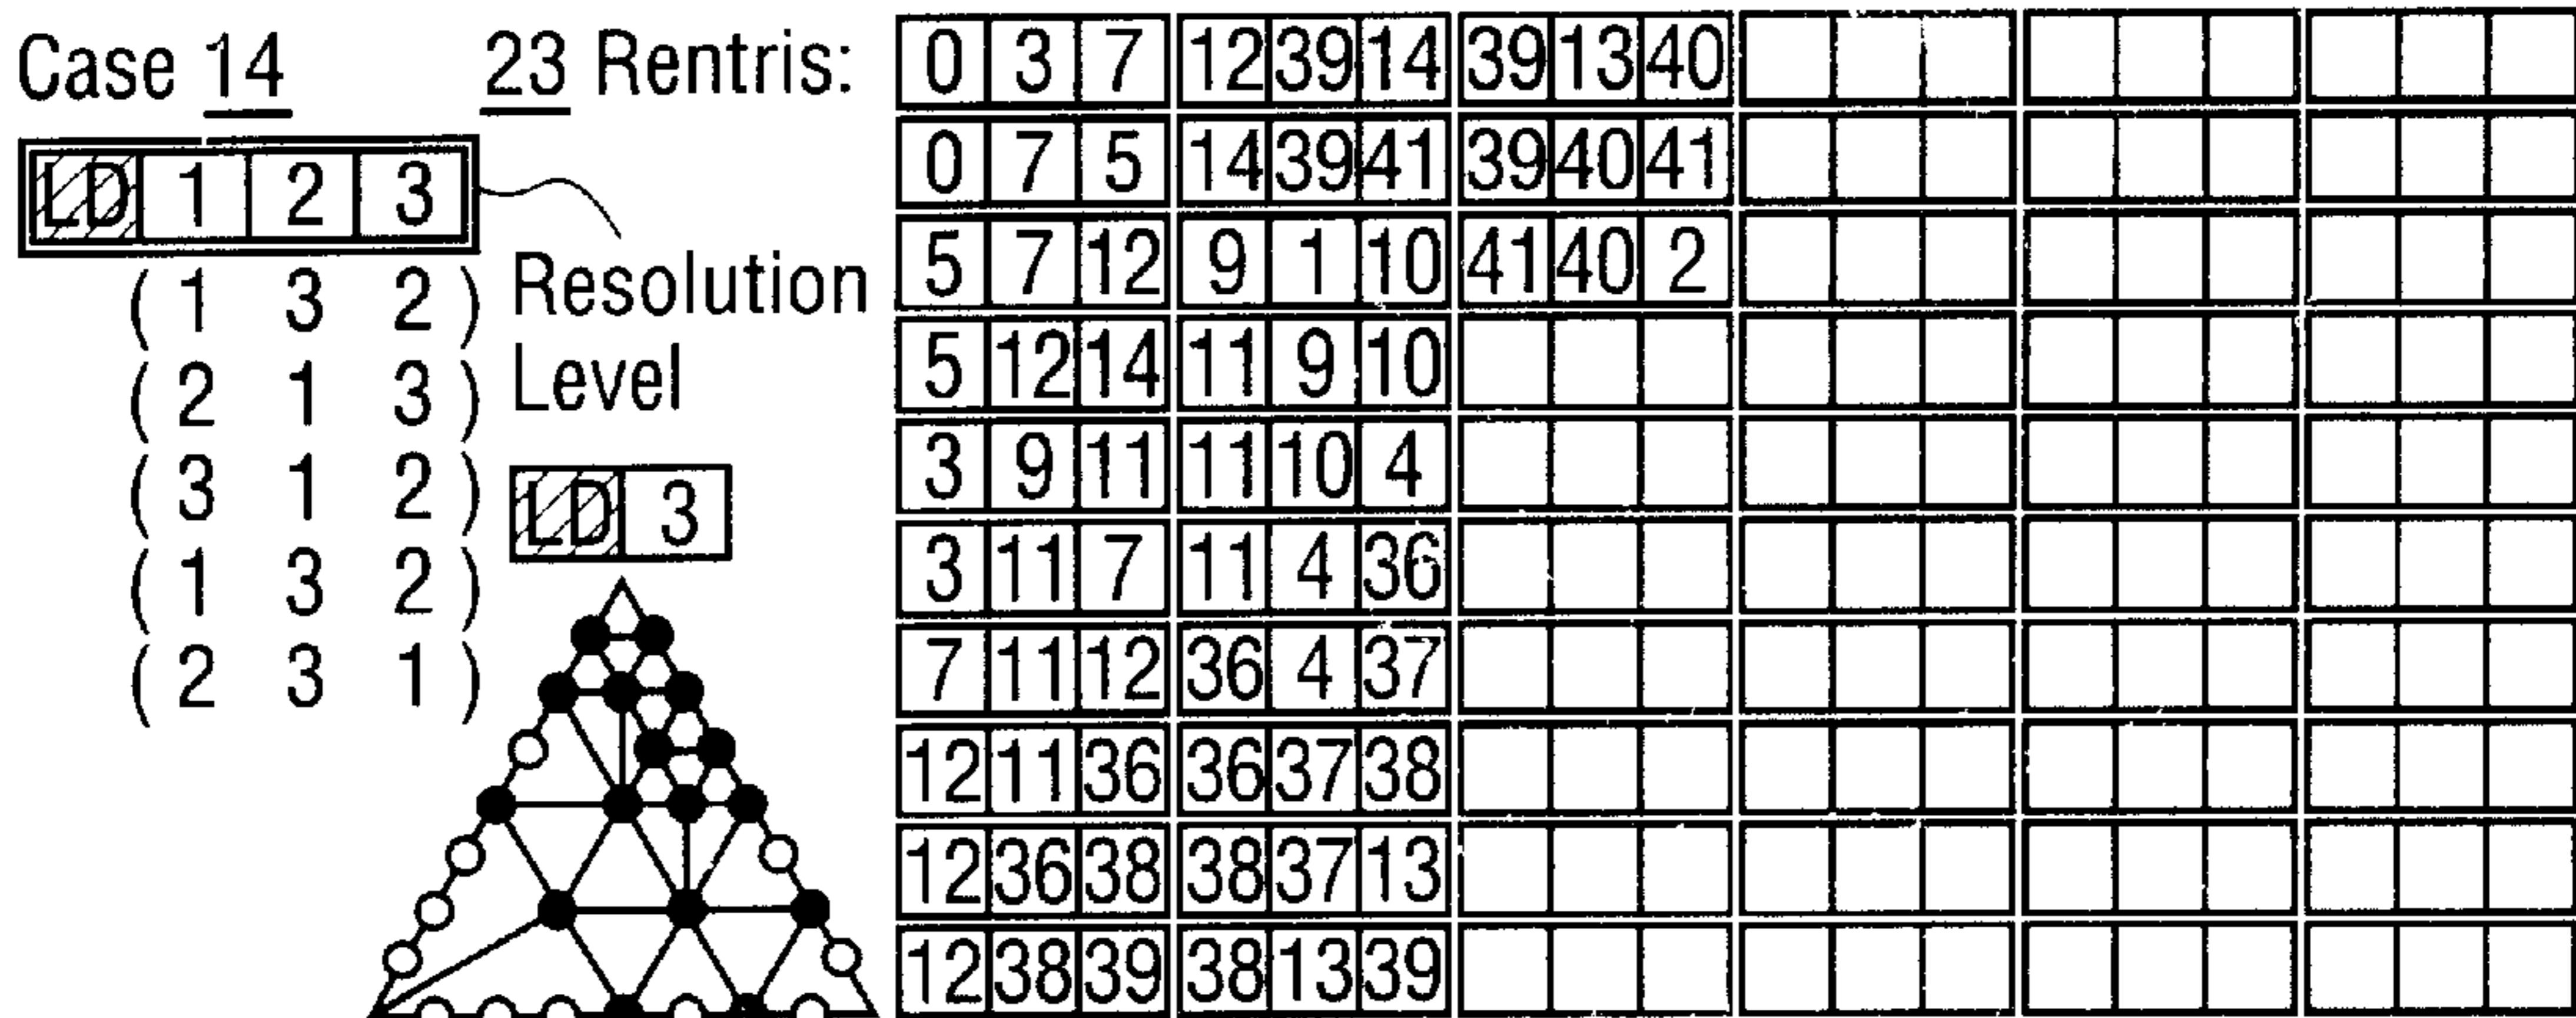 Case 14 23 Rentris:
LD 1 2 3
( 1 3 2 )
( 2 1 3 )
( 3 1 2 )
( 1 3 2 )
( 2 3 1 )
Resolution
Level
LD 3
0 3 7 12 39 14 39 13 40
0 7 5 14 39 41 39 40 41
5 7 12 9 1 10 41 40 2
5 12 14 11 9 10
3 9 11 11 10 4
3 11 7 11 4 36
7 11 12 36 4 37
12 11 36 36 37 38
12 36 38 38 37 13
12 38 39 38 13 39